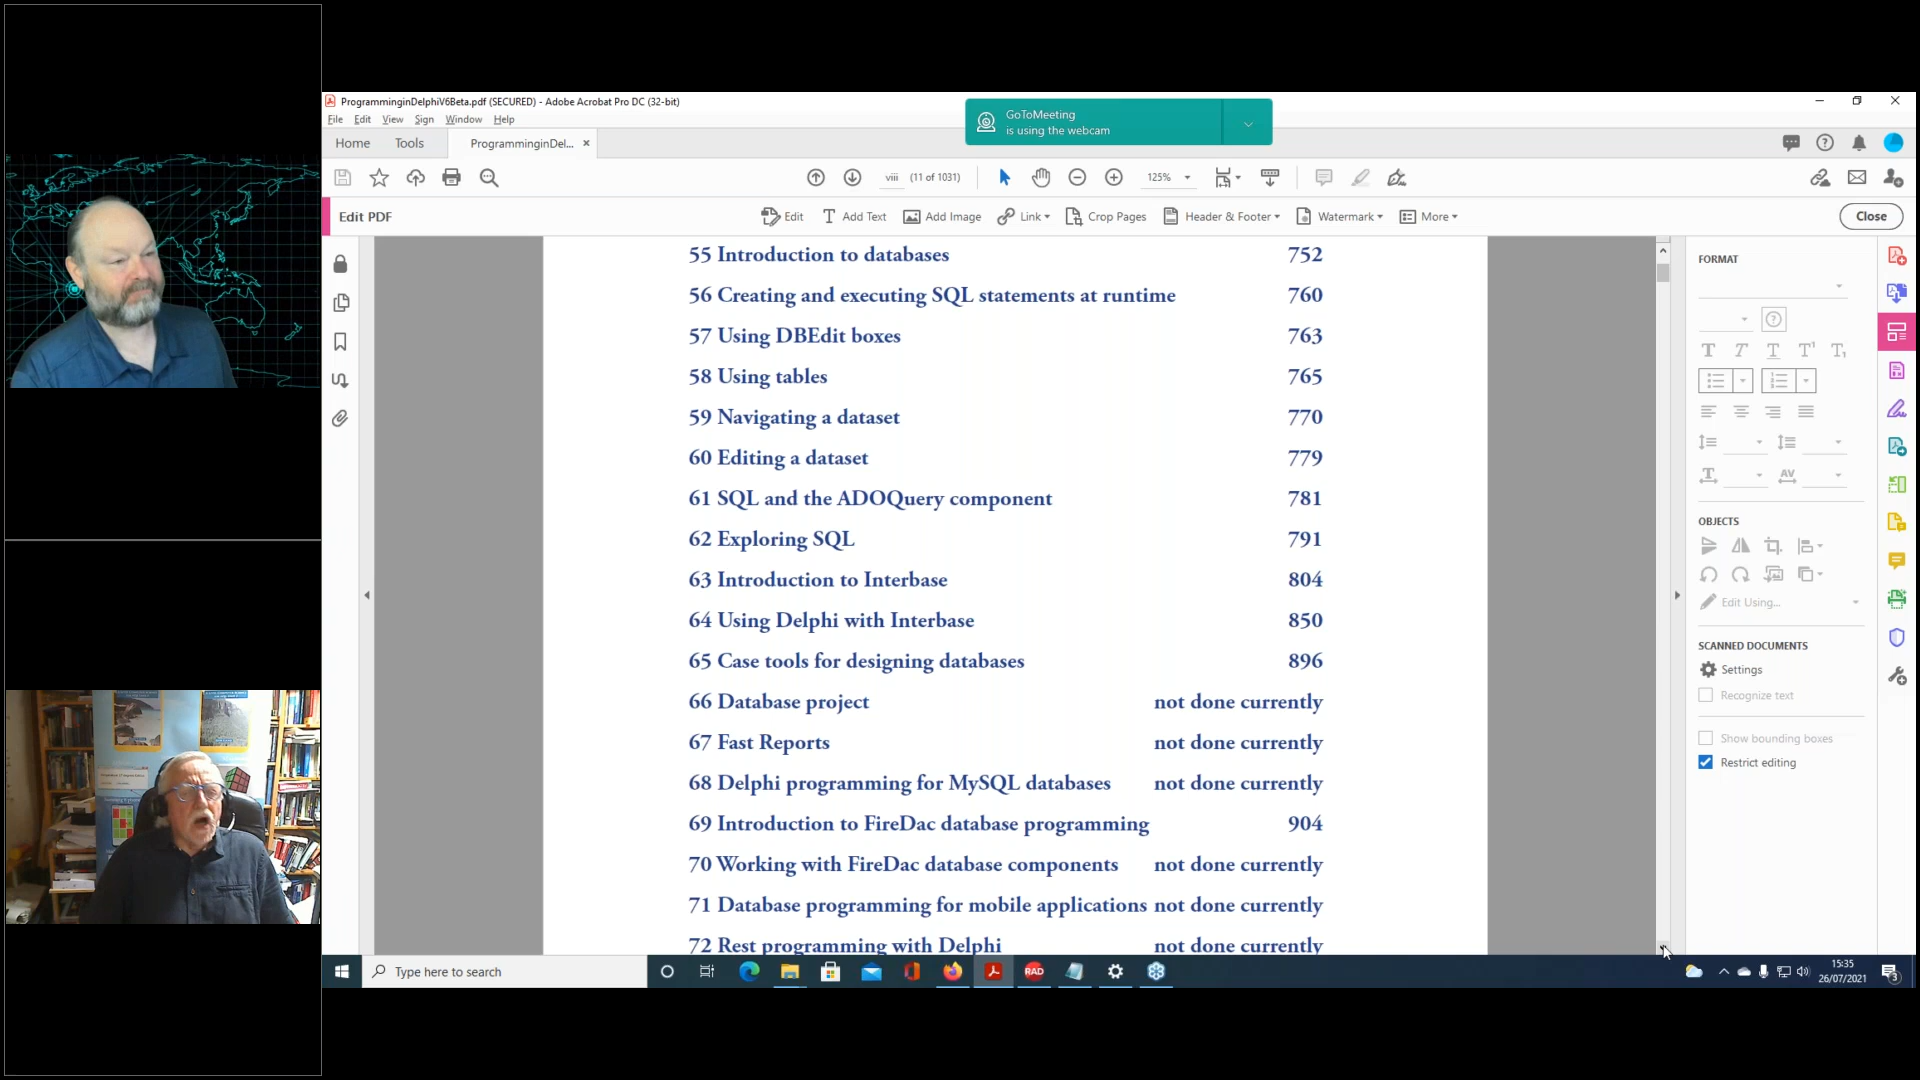 ProgramminginDelphiV6Beta.pdf (SECURED) - Adobe Acrobat Pro DC (32-bit)
File Edit View Sign Window Help
GoToMeeting
is using the webcam
Home Tools ProgramminginDel...
viii (11 of 1031) 125%
Edit PDF Edit Add Text Add Image Link Crop Pages Header & Footer Watermark More Close
55 Introduction to databases 752
56 Creating and executing SQL statements at runtime 760
57 Using DBEdit boxes 763
58 Using tables 765
59 Navigating a dataset 770
60 Editing a dataset 779
61 SQL and the ADOQuery component 781
62 Exploring SQL 791
63 Introduction to Interbase 804
64 Using Delphi with Interbase 850
65 Case tools for designing databases 896
66 Database project not done currently
67 Fast Reports not done currently
68 Delphi programming for MySQL databases not done currently
69 Introduction to FireDac database programming 904
70 Working with FireDac database components not done currently
71 Database programming for mobile applications not done currently
72 Rest programming with Delphi not done currently
FORMAT
OBJECTS
Edit Using...
SCANNED DOCUMENTS
Settings
Recognize text
Show bounding boxes
Restrict editing
Type here to search
RAD
15:35
26/07/2021
3